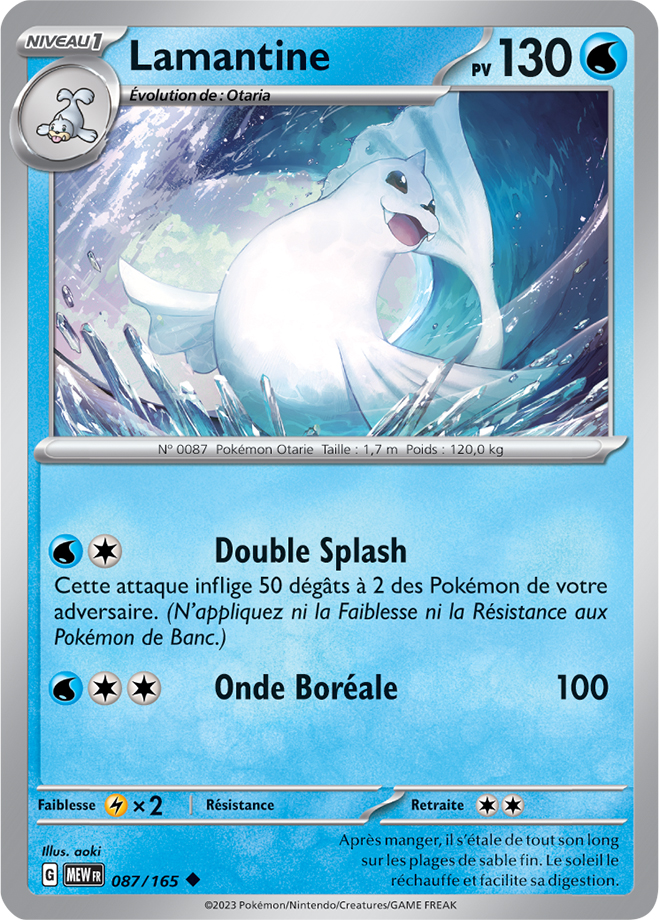 NIVEAU 1
Lamantine
PV 130
Évolution de : Otaria
N° 0087 Pokémon Otarie Taille : 1,7 m Poids : 120,0 kg
Double Splash
Cette attaque inflige 50 dégâts à 2 des Pokémon de votre
adversaire. (N'appliquez ni la Faiblesse ni la Résistance aux
Pokémon de Banc.)
Onde Boréale 100
Faiblesse ×2 Résistance Retraite
Illus. aoki
G MEW FR 087/165
Après manger, il s'étale de tout son long
sur les plages de sable fin. Le soleil le
réchauffe et facilite sa digestion.
©2023 Pokémon/Nintendo/Creatures/GAME FREAK